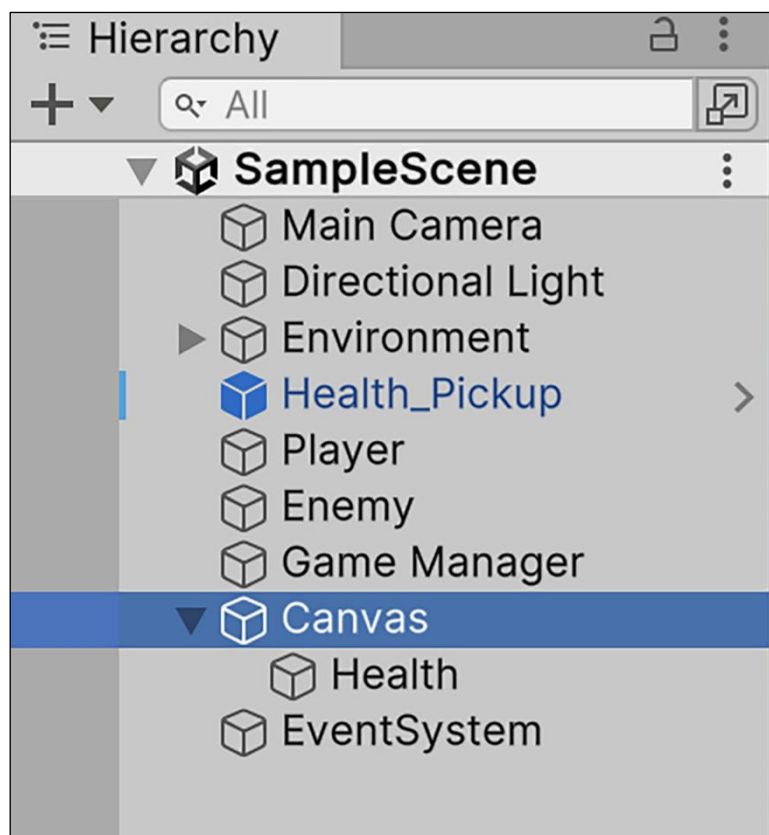 Hierarchy
All
SampleScene
Main Camera
Directional Light
Environment
Health_Pickup
Player
Enemy
Game Manager
Canvas
Health
EventSystem